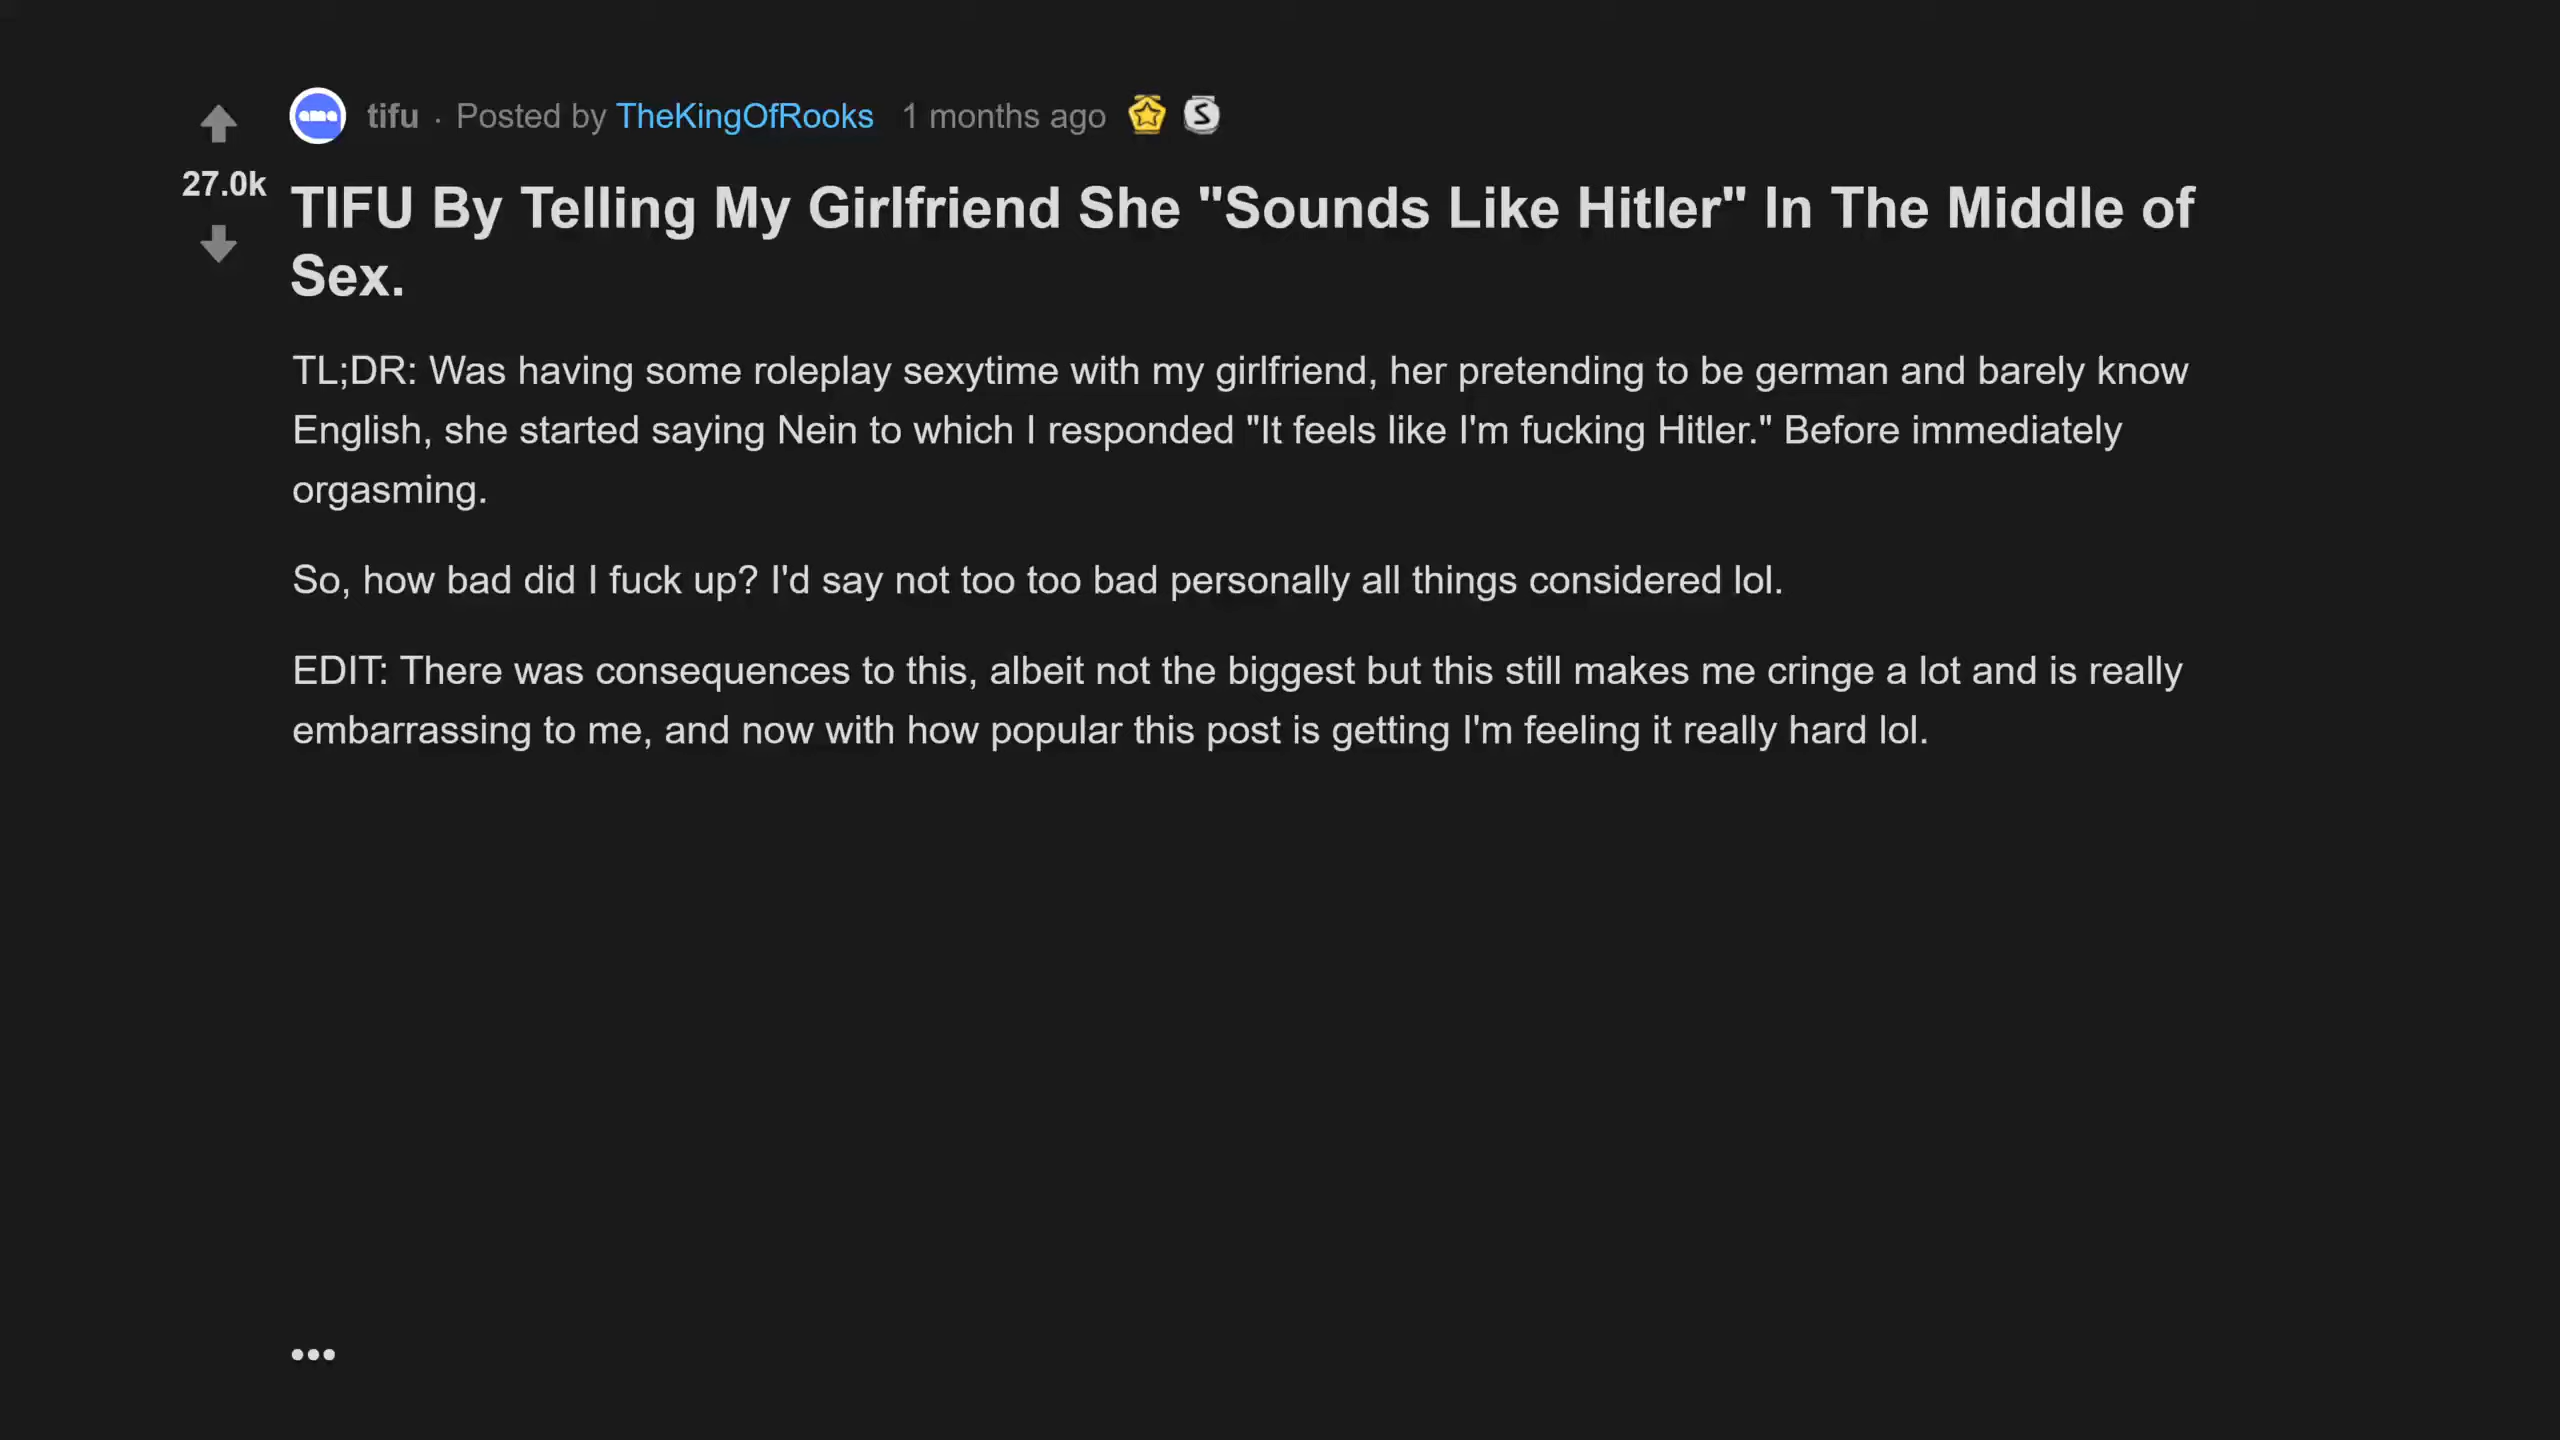 tifu · Posted by TheKingOfRooks 1 months ago
27.0k
TIFU By Telling My Girlfriend She "Sounds Like Hitler" In The Middle of
Sex.
TL;DR: Was having some roleplay sexytime with my girlfriend, her pretending to be german and barely know
English, she started saying Nein to which I responded "It feels like I'm fucking Hitler." Before immediately
orgasming.
So, how bad did I fuck up? I'd say not too too bad personally all things considered lol.
EDIT: There was consequences to this, albeit not the biggest but this still makes me cringe a lot and is really
embarrassing to me, and now with how popular this post is getting I'm feeling it really hard lol.
•••